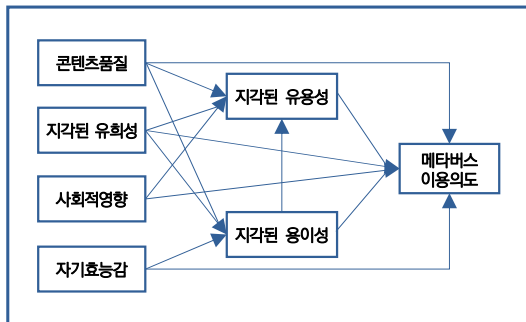 콘텐츠품질
지각된 유희성
사회적영향
자기효능감
지각된 유용성
지각된 용이성
메타버스
이용의도